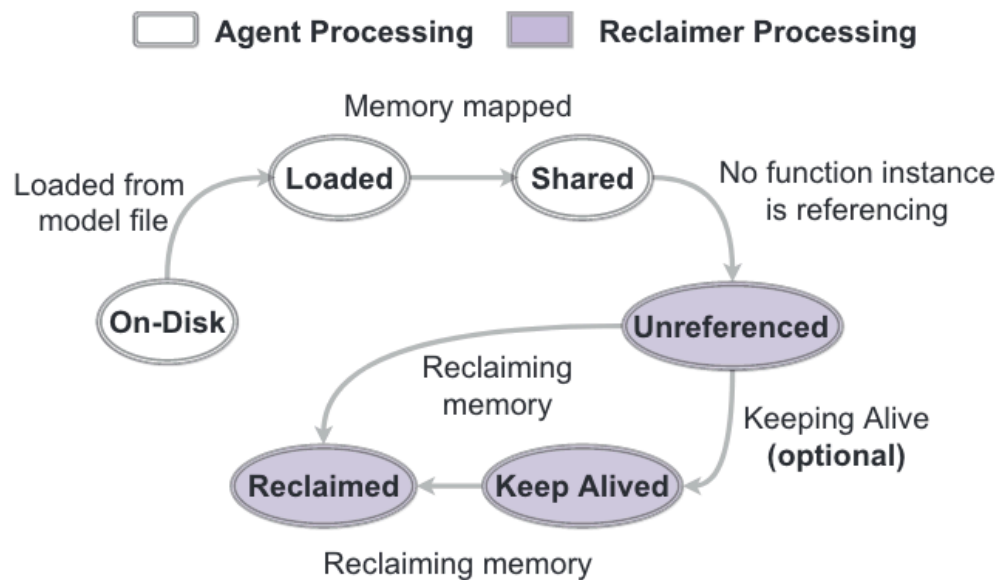 Agent Processing
Reclaimer Processing
Memory mapped
Loaded from
model file
Loaded
Shared
No function instance
is referencing
On-Disk
Unreferenced
Reclaiming
memory
Keeping Alive
(optional)
Reclaimed
Keep Alived
Reclaiming memory